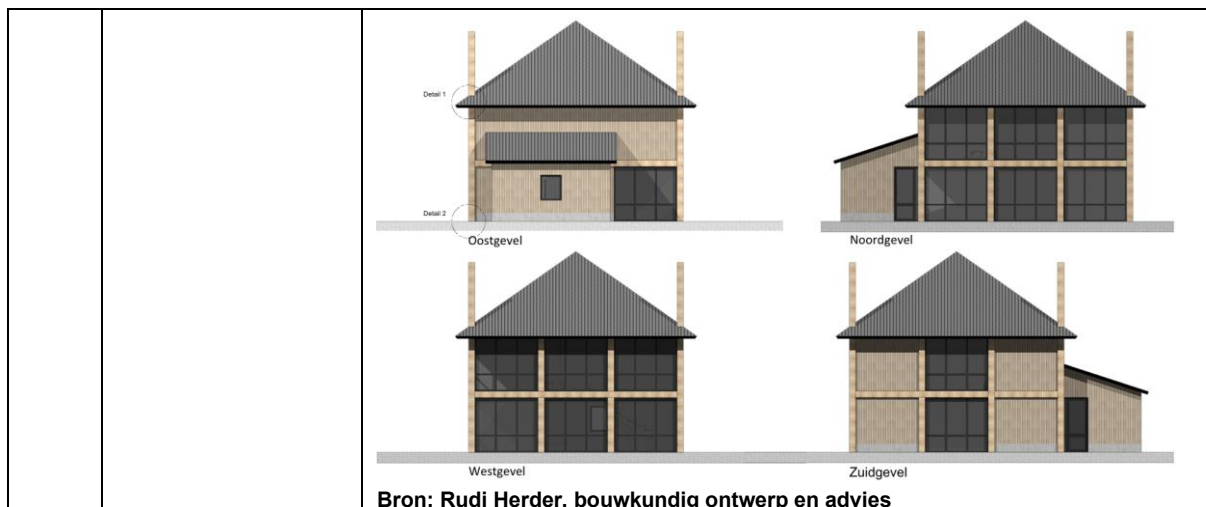 Detail 1
Detail 2
Oostgevel
Noordgevel
Westgevel
Zuidgevel
Bron: Rudi Herder, bouwkundig ontwerp en advies